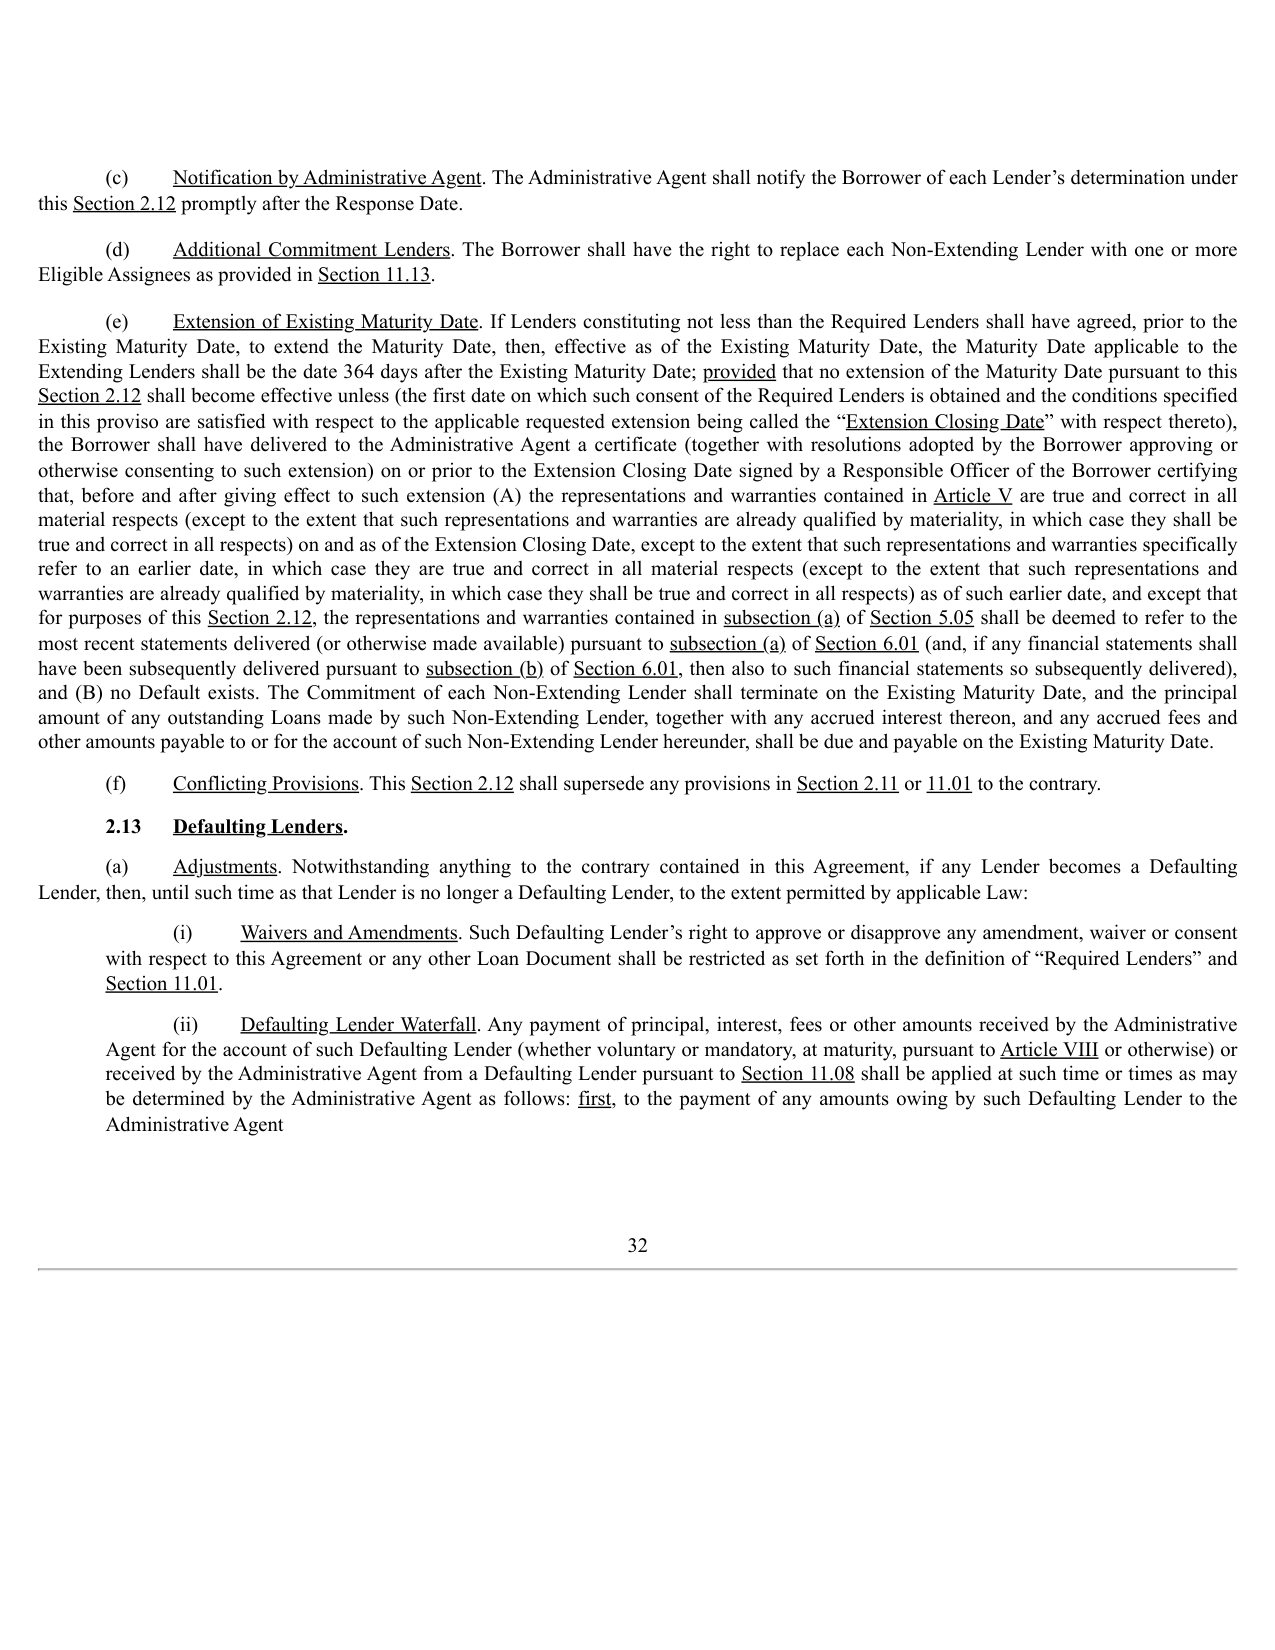 (c) Notification by Administrative Agent. The Administrative Agent shall notify the Borrower of each Lender’s determination under
this Section 2.12 promptly after the Response Date.
(d) Additional Commitment Lenders. The Borrower shall have the right to replace each Non-Extending Lender with one or more
Eligible Assignees as provided in Section 11.13.
(e) Extension of Existing Maturity Date. If Lenders constituting not less than the Required Lenders shall have agreed, prior to the
Existing Maturity Date, to extend the Maturity Date, then, effective as of the Existing Maturity Date, the Maturity Date applicable to the
Extending Lenders shall be the date 364 days after the Existing Maturity Date; provided that no extension of the Maturity Date pursuant to this
Section 2.12 shall become effective unless (the first date on which such consent of the Required Lenders is obtained and the conditions specified
in this proviso are satisfied with respect to the applicable requested extension being called the “Extension Closing Date” with respect thereto),
the Borrower shall have delivered to the Administrative Agent a certificate (together with resolutions adopted by the Borrower approving or
otherwise consenting to such extension) on or prior to the Extension Closing Date signed by a Responsible Officer of the Borrower certifying
that, before and after giving effect to such extension (A) the representations and warranties contained in Article V are true and correct in all
material respects (except to the extent that such representations and warranties are already qualified by materiality, in which case they shall be
true and correct in all respects) on and as of the Extension Closing Date, except to the extent that such representations and warranties specifically
refer to an earlier date, in which case they are true and correct in all material respects (except to the extent that such representations and
warranties are already qualified by materiality, in which case they shall be true and correct in all respects) as of such earlier date, and except that
for purposes of this Section 2.12, the representations and warranties contained in subsection (a) of Section 5.05 shall be deemed to refer to the
most recent statements delivered (or otherwise made available) pursuant to subsection (a) of Section 6.01 (and, if any financial statements shall
have been subsequently delivered pursuant to subsection (b) of Section 6.01, then also to such financial statements so subsequently delivered),
and (B) no Default exists. The Commitment of each Non-Extending Lender shall terminate on the Existing Maturity Date, and the principal
amount of any outstanding Loans made by such Non-Extending Lender, together with any accrued interest thereon, and any accrued fees and
other amounts payable to or for the account of such Non-Extending Lender hereunder, shall be due and payable on the Existing Maturity Date.
(f) Conflicting Provisions. This Section 2.12 shall supersede any provisions in Section 2.11 or 11.01 to the contrary.
2.13 Defaulting Lenders.
(a) Adjustments. Notwithstanding anything to the contrary contained in this Agreement, if any Lender becomes a Defaulting
Lender, then, until such time as that Lender is no longer a Defaulting Lender, to the extent permitted by applicable Law:
(i) Waivers and Amendments. Such Defaulting Lender’s right to approve or disapprove any amendment, waiver or consent
with respect to this Agreement or any other Loan Document shall be restricted as set forth in the definition of “Required Lenders” and
Section 11.01.
(ii) Defaulting Lender Waterfall. Any payment of principal, interest, fees or other amounts received by the Administrative
Agent for the account of such Defaulting Lender (whether voluntary or mandatory, at maturity, pursuant to Article VIII or otherwise) or
received by the Administrative Agent from a Defaulting Lender pursuant to Section 11.08 shall be applied at such time or times as may
be determined by the Administrative Agent as follows: first, to the payment of any amounts owing by such Defaulting Lender to the
Administrative Agent
32